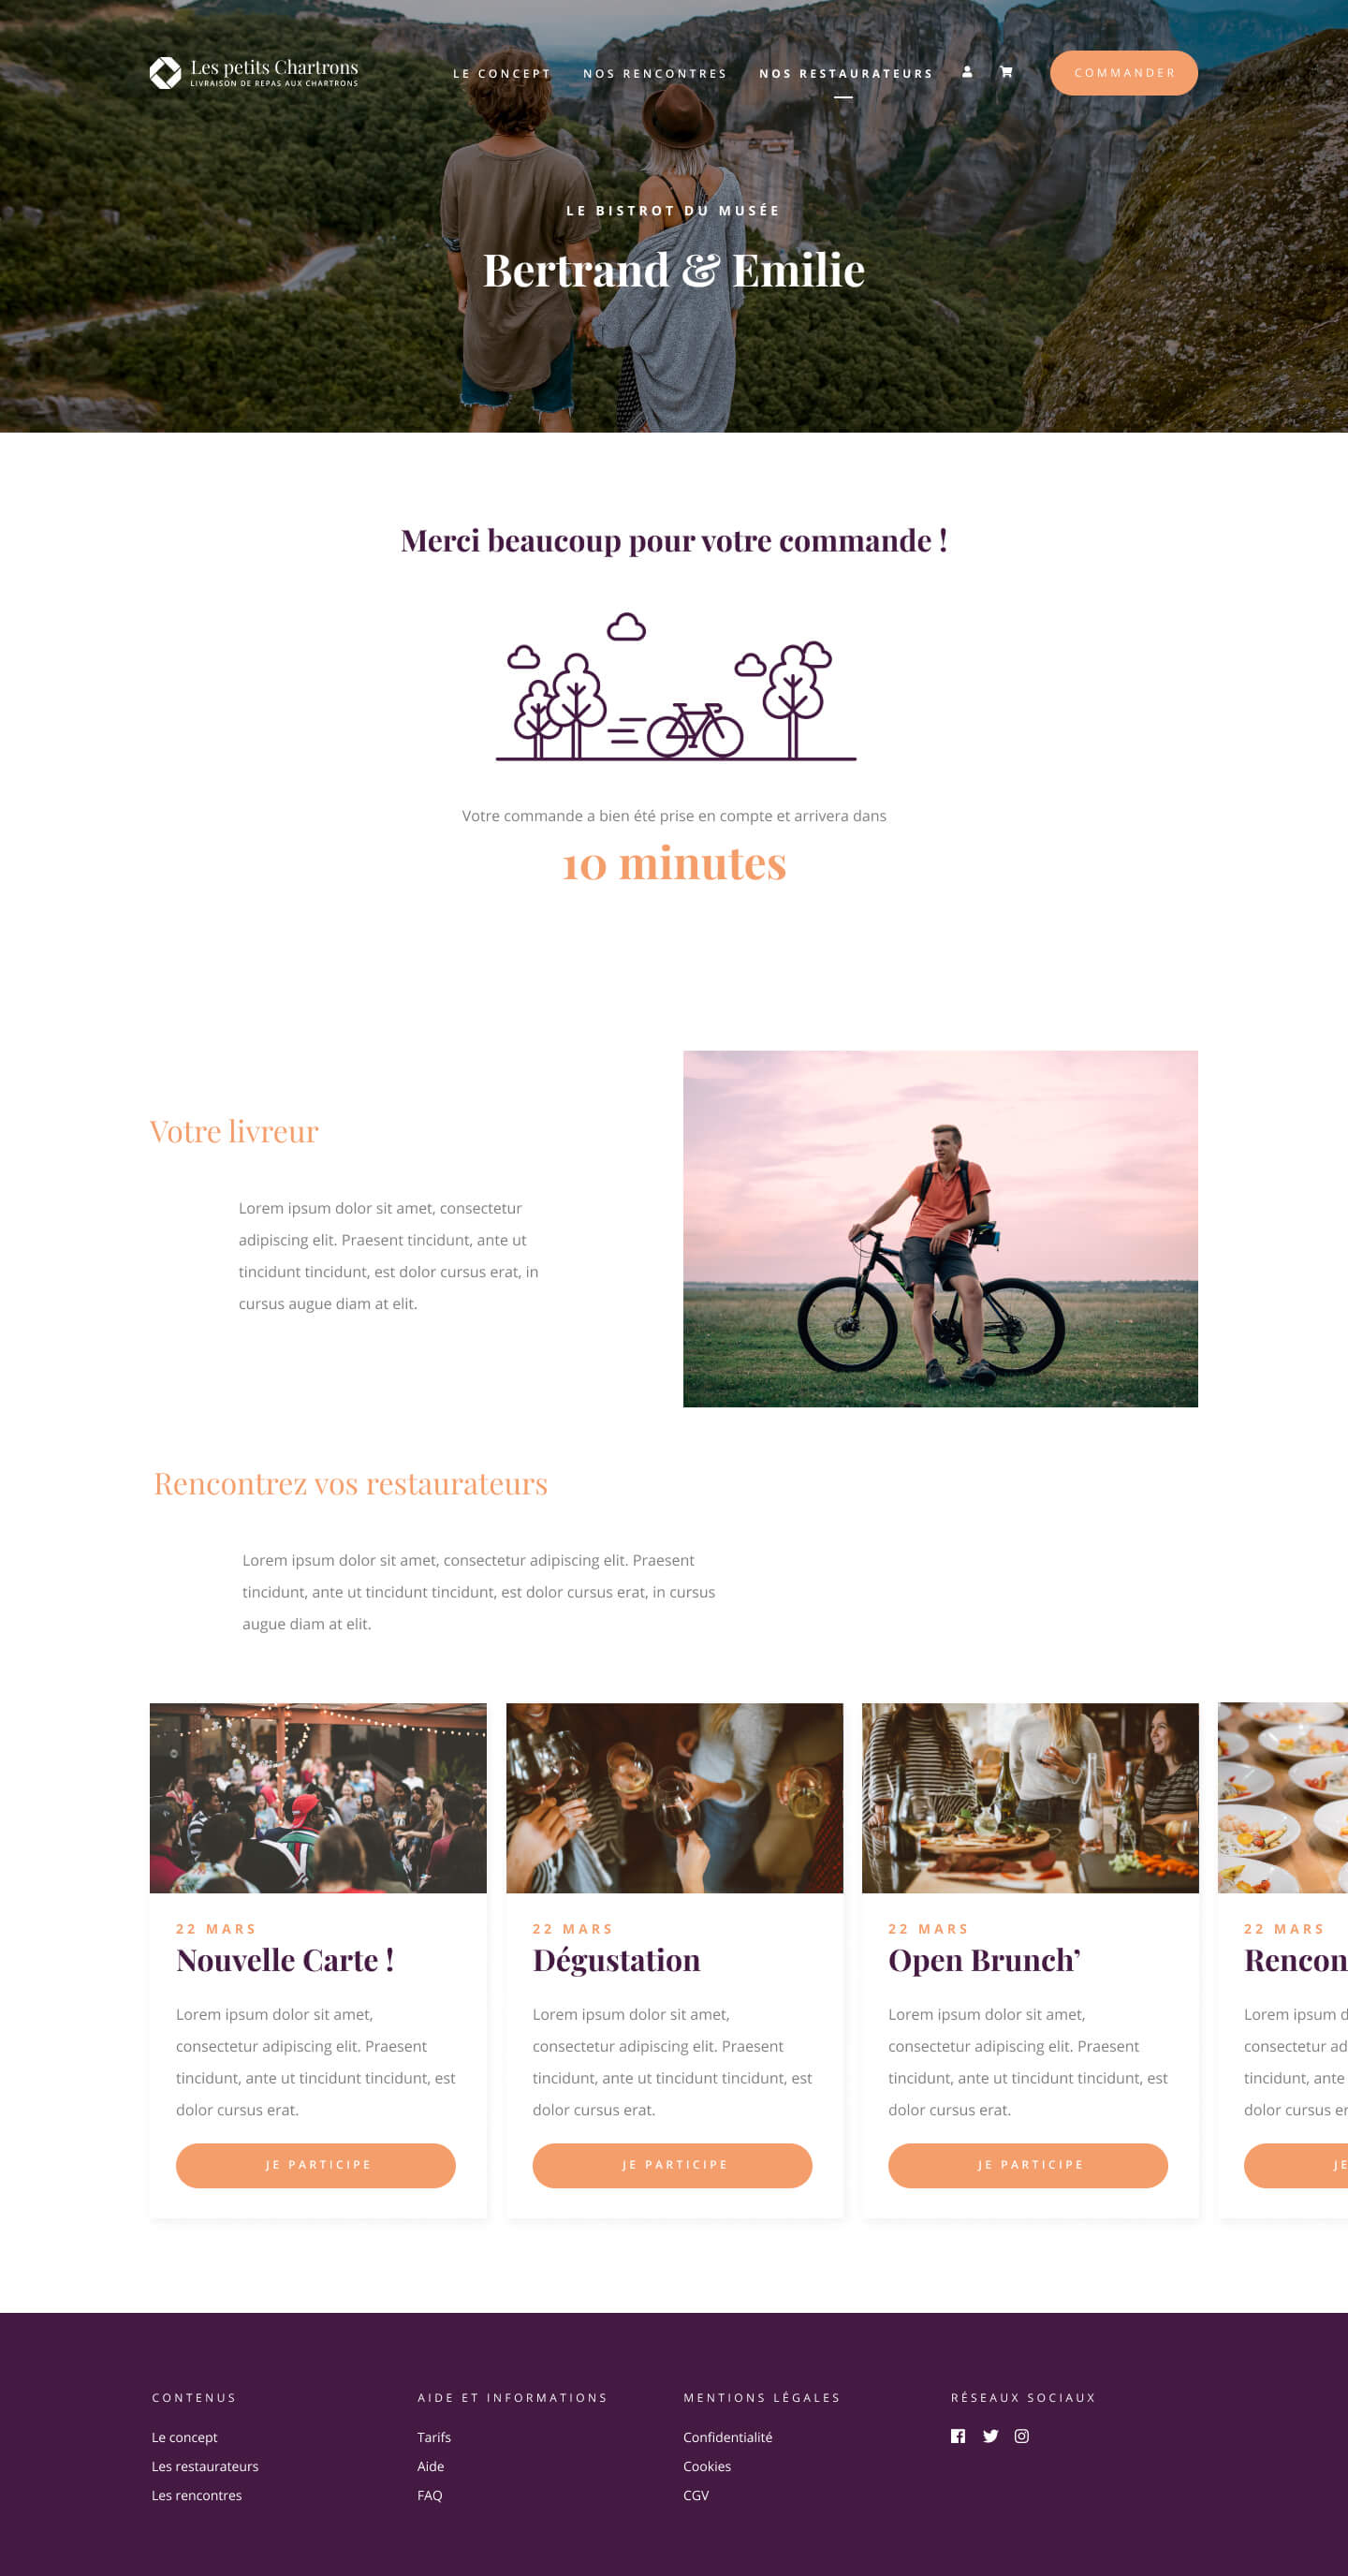 Les petits Chartrons
LIVRAISON DE REPAS AUX CHARTRONS
LE CONCEPT
NOS RENCONTRES
NOS RESTAURATEURS
COMMANDER
LE BISTROT DU MUSÉE
Bertrand & Emilie
Merci beaucoup pour votre commande !
Votre commande a bien été prise en compte et arrivera dans
10 minutes
Votre livreur
Lorem ipsum dolor sit amet, consectetur
adipiscing elit. Praesent tincidunt, ante ut
tincidunt tincidunt, est dolor cursus erat, in
cursus augue diam at elit.
Rencontrez vos restaurateurs
Lorem ipsum dolor sit amet, consectetur adipiscing elit. Praesent
tincidunt, ante ut tincidunt tincidunt, est dolor cursus erat, in cursus
augue diam at elit.
22 MARS
Nouvelle Carte !
Lorem ipsum dolor sit amet,
consectetur adipiscing elit. Praesent
tincidunt, ante ut tincidunt tincidunt, est
dolor cursus erat.
JE PARTICIPE
22 MARS
Dégustation
Lorem ipsum dolor sit amet,
consectetur adipiscing elit. Praesent
tincidunt, ante ut tincidunt tincidunt, est
dolor cursus erat.
JE PARTICIPE
22 MARS
Open Brunch’
Lorem ipsum dolor sit amet,
consectetur adipiscing elit. Praesent
tincidunt, ante ut tincidunt tincidunt, est
dolor cursus erat.
JE PARTICIPE
22 MARS
Rencon
Lorem ipsum d
consectetur ad
tincidunt, ante
dolor cursus er
JE
CONTENUS
Le concept
Les restaurateurs
Les rencontres
AIDE ET INFORMATIONS
Tarifs
Aide
FAQ
MENTIONS LÉGALES
Confidentialité
Cookies
CGV
RÉSEAUX SOCIAUX